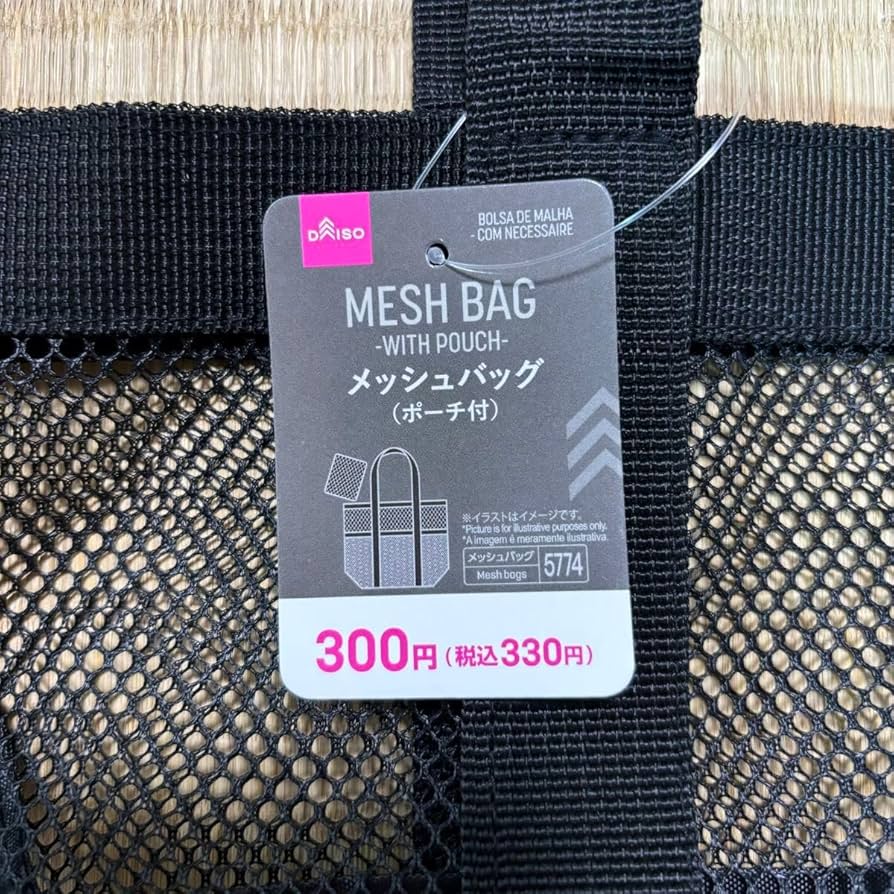 DAISO
BOLSA DE MALHA
- COM NECESSAIRE
MESH BAG
-WITH POUCH-
メッシュバッグ
(ポーチ付)
※イラストはイメージです。
*Picture is for illustrative purposes only.
*A imagem é meramente ilustrativa.
メッシュバッグ
Mesh bags
5774
300円(税込330円)